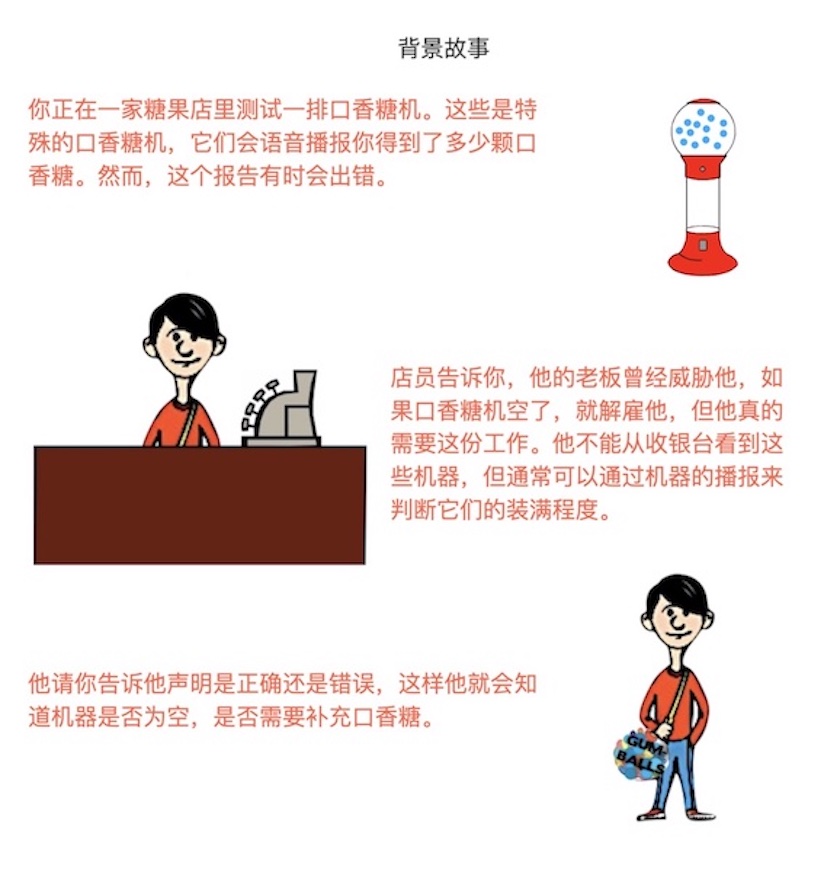 背景故事
你正在一家糖果店里测试一排口香糖机。这些是特
殊的口香糖机，它们会语音播报你得到了多少颗口
香糖。然而，这个报告有时会出错。
店员告诉你，他的老板曾经威胁他，如
果口香糖机空了，就解雇他，但他真的
需要这份工作。他不能从收银台看到这
些机器，但通常可以通过机器的播报来
判断它们的装满程度。
他请你告诉他声明是正确还是错误，这样他就会知
道机器是否为空，是否需要补充口香糖。
GUM-
BALLS